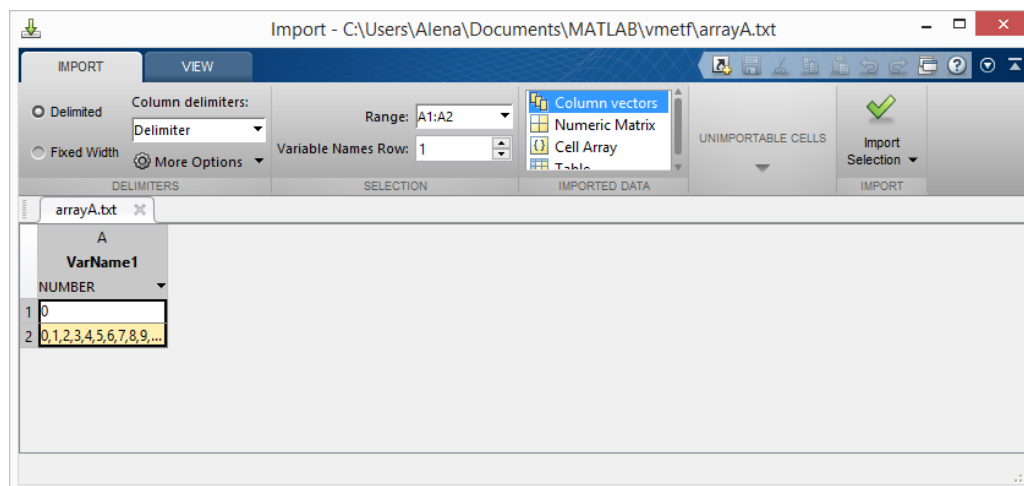 Import - C:\Users\Alena\Documents\MATLAB\vmetf\arrayA.txt
IMPORT
VIEW
Delimited
Fixed Width
Column delimiters:
Delimiter
More Options
DELIMITERS
Range: A1:A2
Variable Names Row: 1
SELECTION
Column vectors
Numeric Matrix
Cell Array
Table
IMPORTED DATA
UNIMPORTABLE CELLS
Import
Selection
IMPORT
arrayA.txt
A
VarName1
NUMBER
1 0
2 0,1,2,3,4,5,6,7,8,9,...